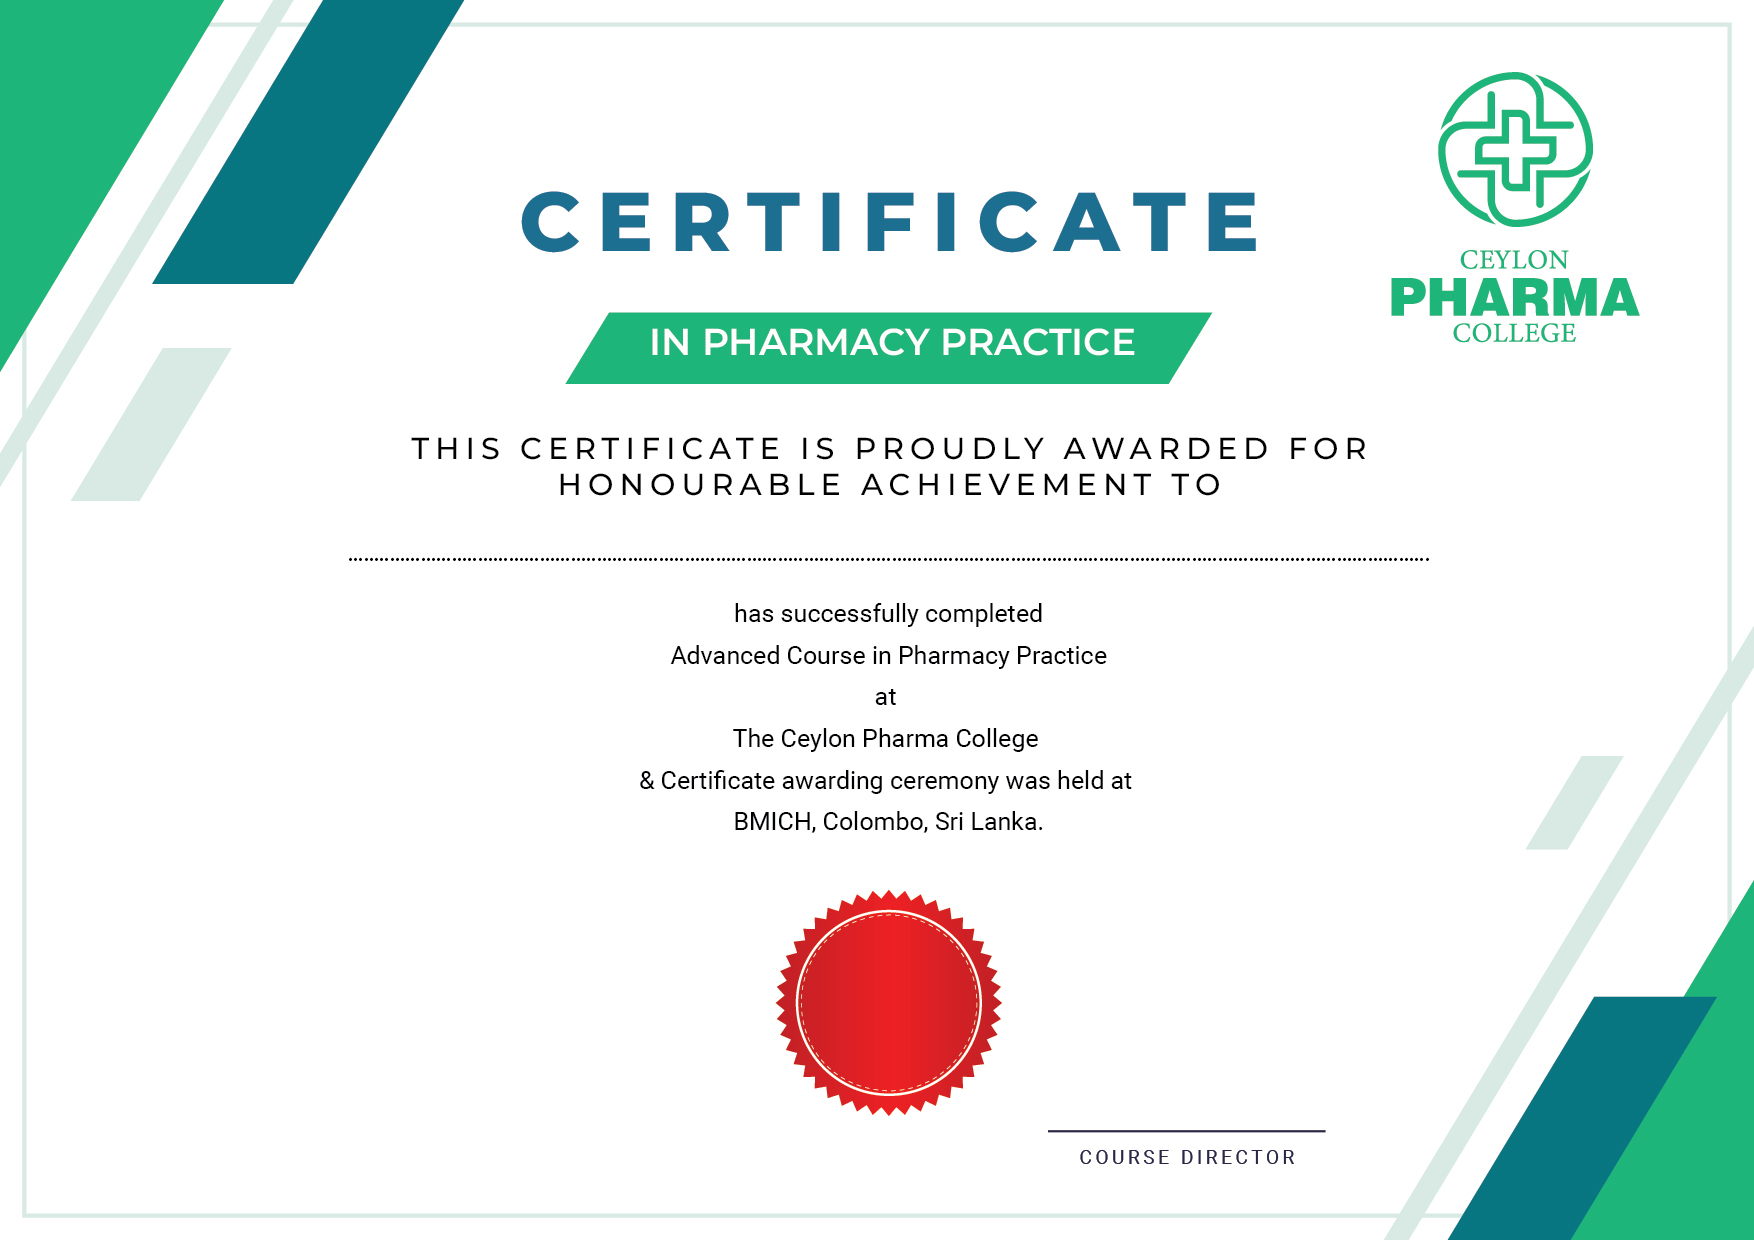 CERTIFICATE
CEYLON
PHARMA
COLLEGE
IN PHARMACY PRACTICE
THIS CERTIFICATE IS PROUDLY AWARDED FOR
HONOURABLE ACHIEVEMENT TO
has successfully completed
Advanced Course in Pharmacy Practice
at
The Ceylon Pharma College
& Certificate awarding ceremony was held at
BMICH, Colombo, Sri Lanka.
COURSE DIRECTOR